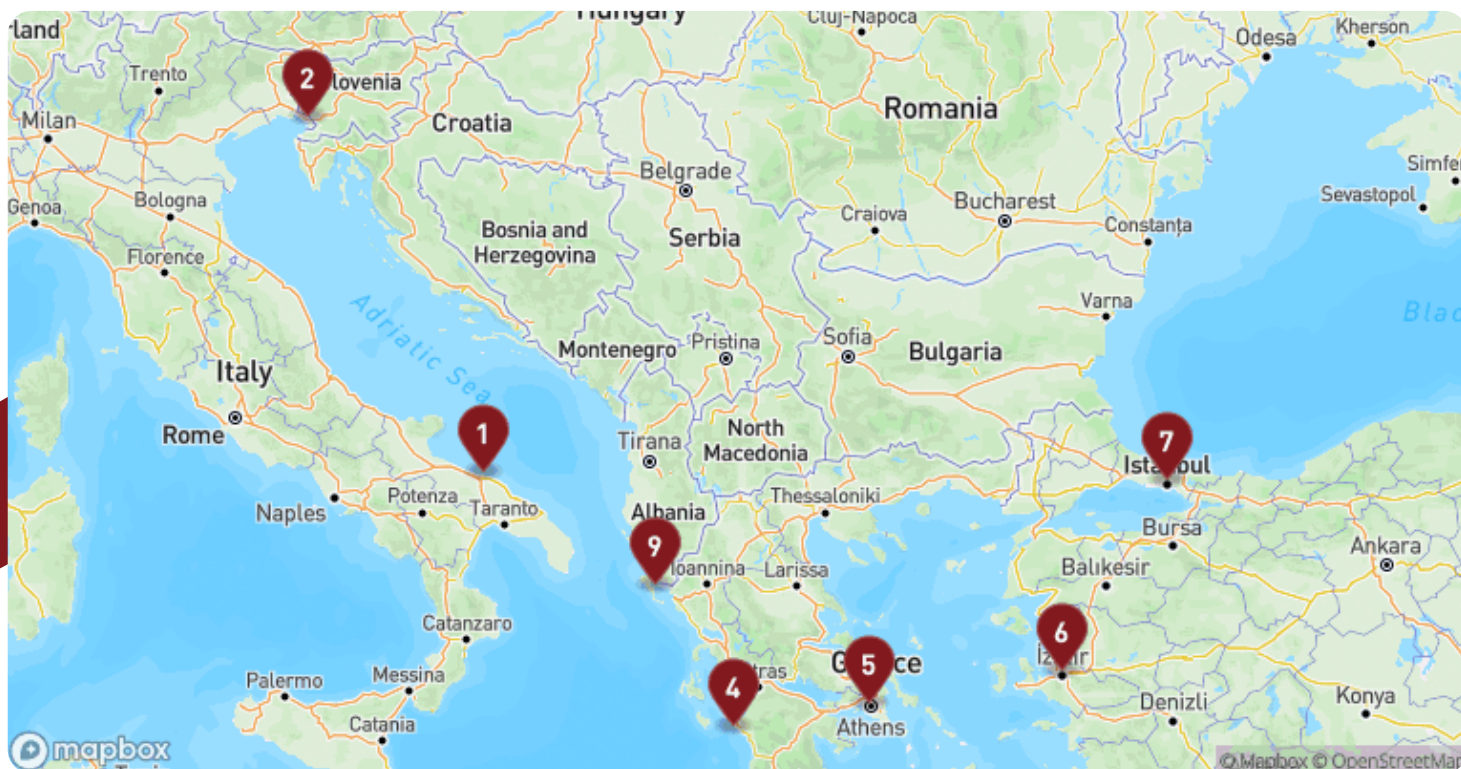 rland
Hungary
Cluj-Napoca
Kherson
Odesa
Trento
2
lovenia
Milan
Croatia
Romania
Simfe
Belgrade
Sevastopol
Genoa
Bologna
Craiova
Bucharest
Constanța
Bosnia and
Herzegovina
Serbia
Florence
Adriatic Sea
Varna
Blac
Montenegro
Pristina
Sofia
Bulgaria
Italy
Rome
1
Tirana
North
Macedonia
7
Istanbul
Naples
Potenza
Taranto
Thessaloniki
Albania
Bursa
9
Ioannina
Larissa
Balıkesir
Ankara
Catanzaro
6
İzmir
Palermo
Messina
4
tras
5
G ce
Athens
Denizli
Konya
Catania
mapbox
© Mapbox © OpenStreetMap